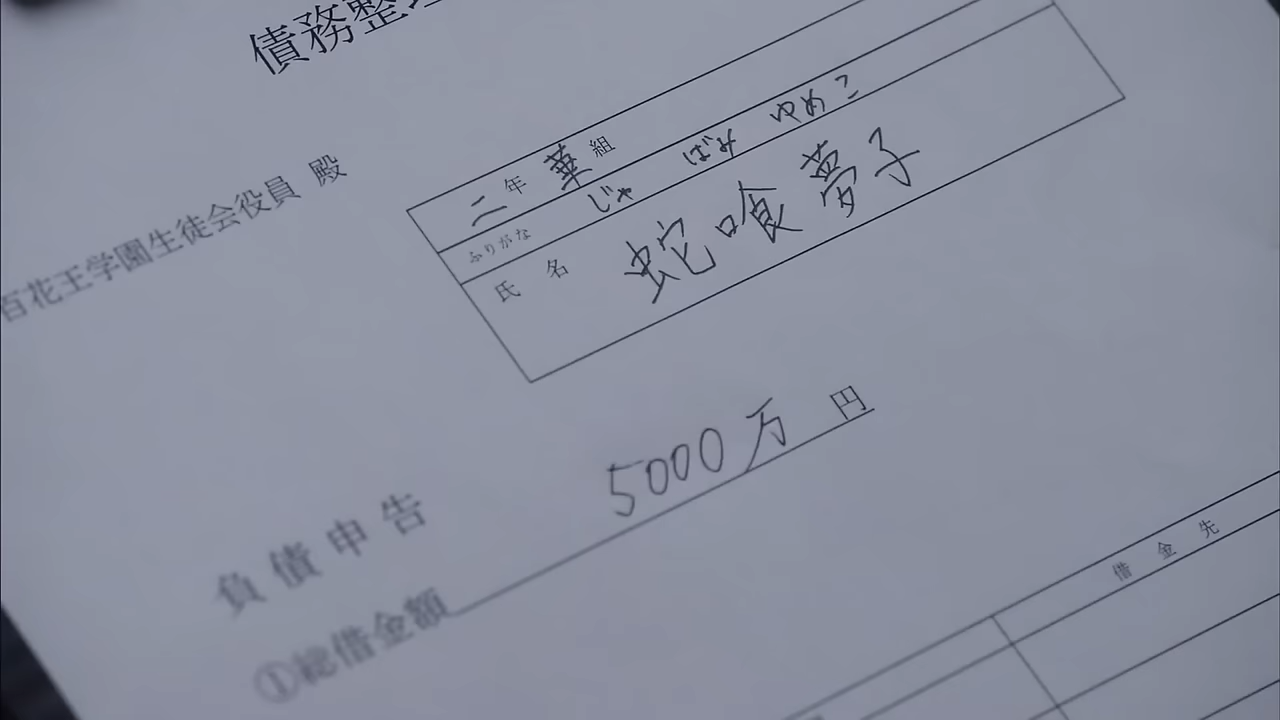 債務整理
百花王学園生徒会役員 殿
二年 華 組
ふりがな じゃばみ ゆめこ
氏 名 蛇喰夢子
負債申告
①総借金額 5000万 円
借金先